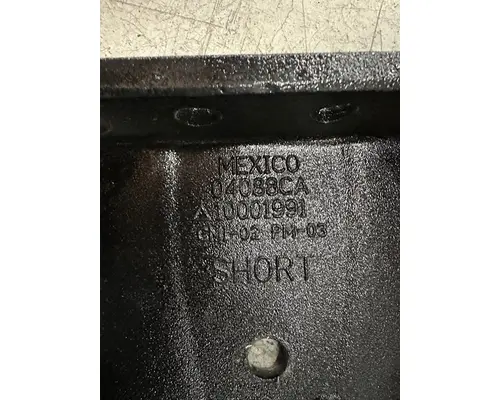 MEXICO
04088CA
△10001991
CN1-02 PM-03
SHORT